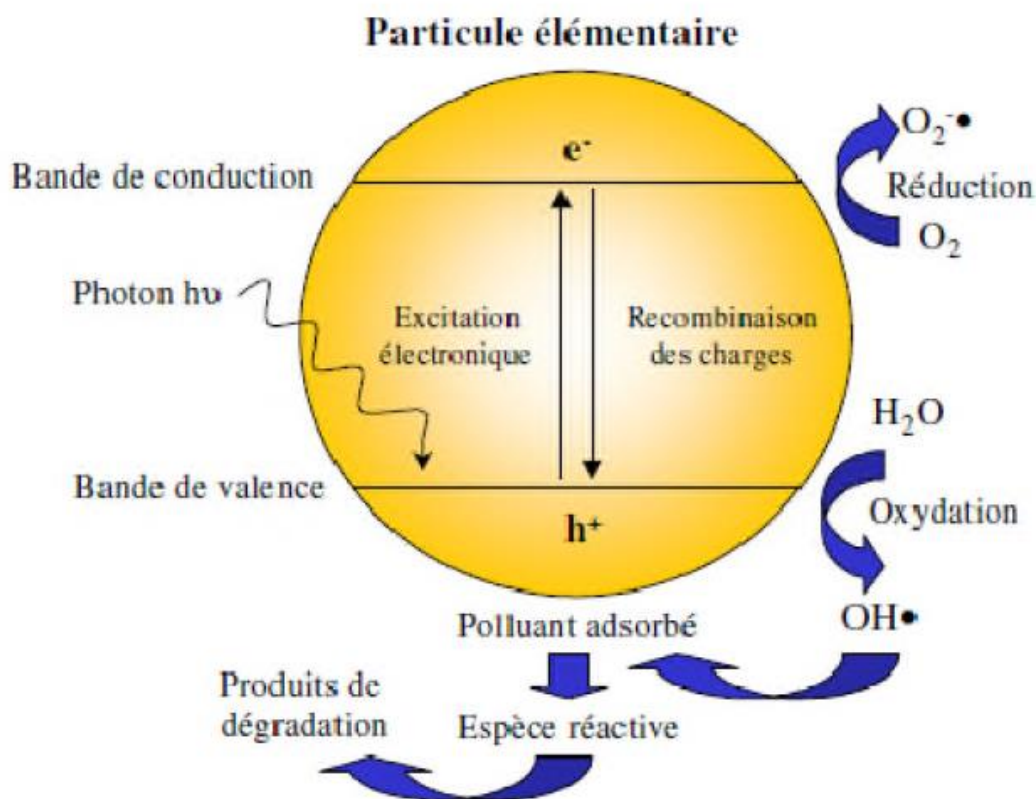 Particule élémentaire
e⁻
O₂⁻•
Bande de conduction
Réduction
O₂
Photon hυ
Excitation
électronique
Recombinaison
des charges
H₂O
Bande de valence
Oxydation
h⁺
Polluant adsorbé
OH•
Produits de
dégradation
Espèce réactive